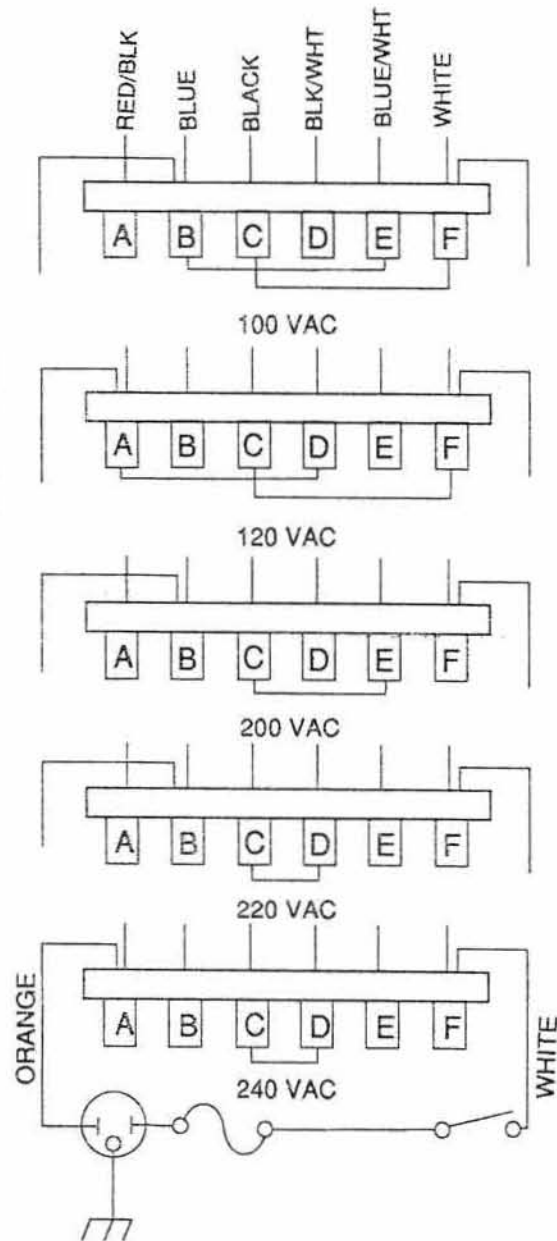 RED/BLK BLUE BLACK BLK/WHT BLUE/WHT WHITE
A B C D E F
100 VAC
A B C D E F
120 VAC
A B C D E F
200 VAC
A B C D E F
220 VAC
A B C D E F
240 VAC
ORANGE
WHITE